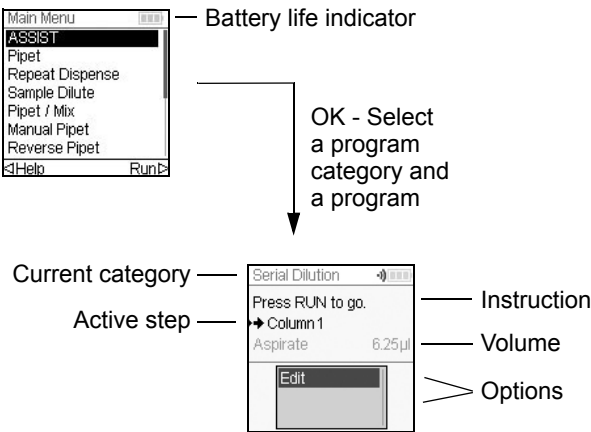 Main Menu
Battery life indicator
ASSIST
Pipet
Repeat Dispense
Sample Dilute
Pipet / Mix
Manual Pipet
Reverse Pipet
Help Run
OK - Select
a program
category and
a program
Current category
Serial Dilution
Press RUN to go.
Instruction
Active step
Column 1
Aspirate 6.25µl
Volume
Edit
Options